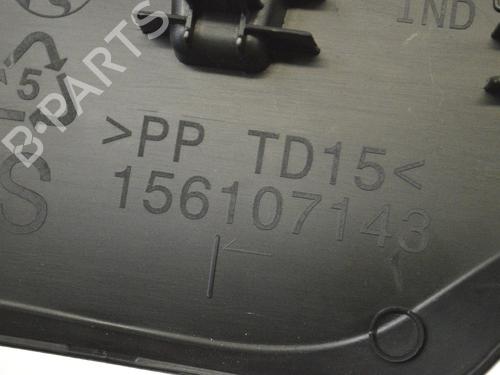 IND
5
B-PARTS
>PP TD15<
S
156107143